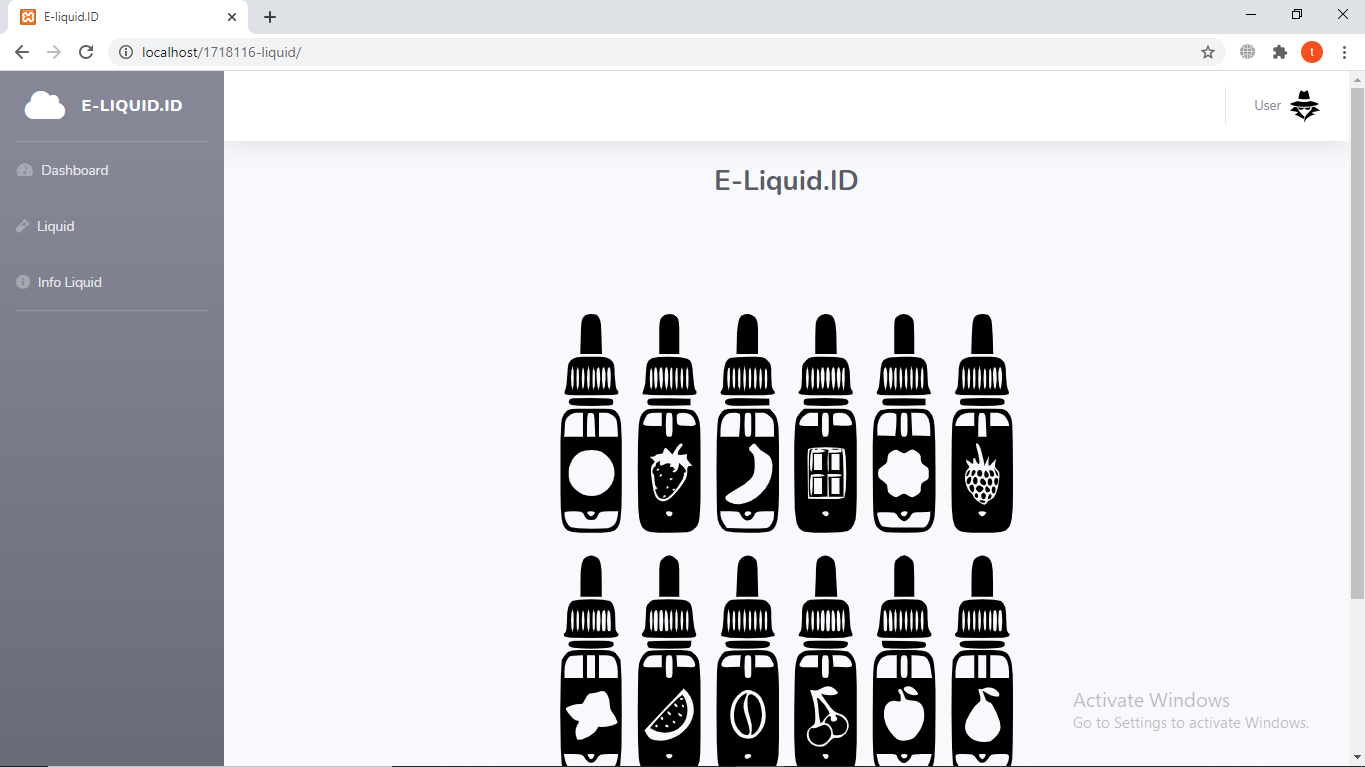 E-liquid.ID
localhost/1718116-liquid/
t
E-LIQUID.ID
User
Dashboard
Liquid
Info Liquid
E-Liquid.ID
Activate Windows
Go to Settings to activate Windows.